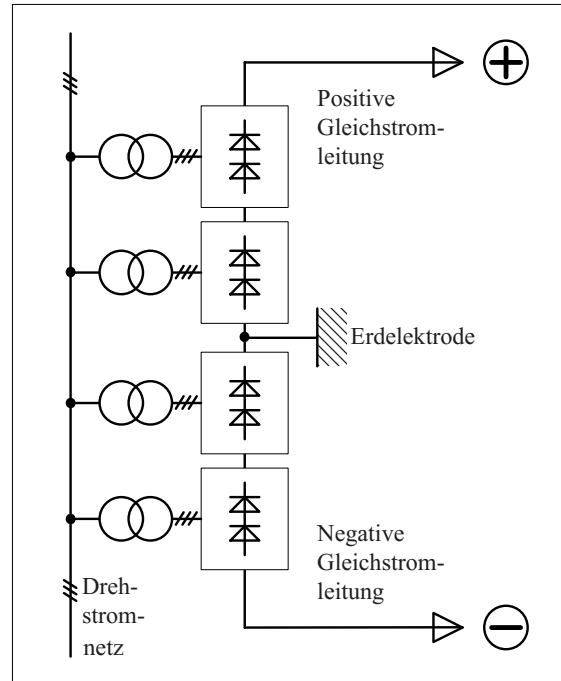 Positive
Gleichstrom-
leitung
Erdelektrode
Negative
Gleichstrom-
leitung
Dreh-
strom-
netz